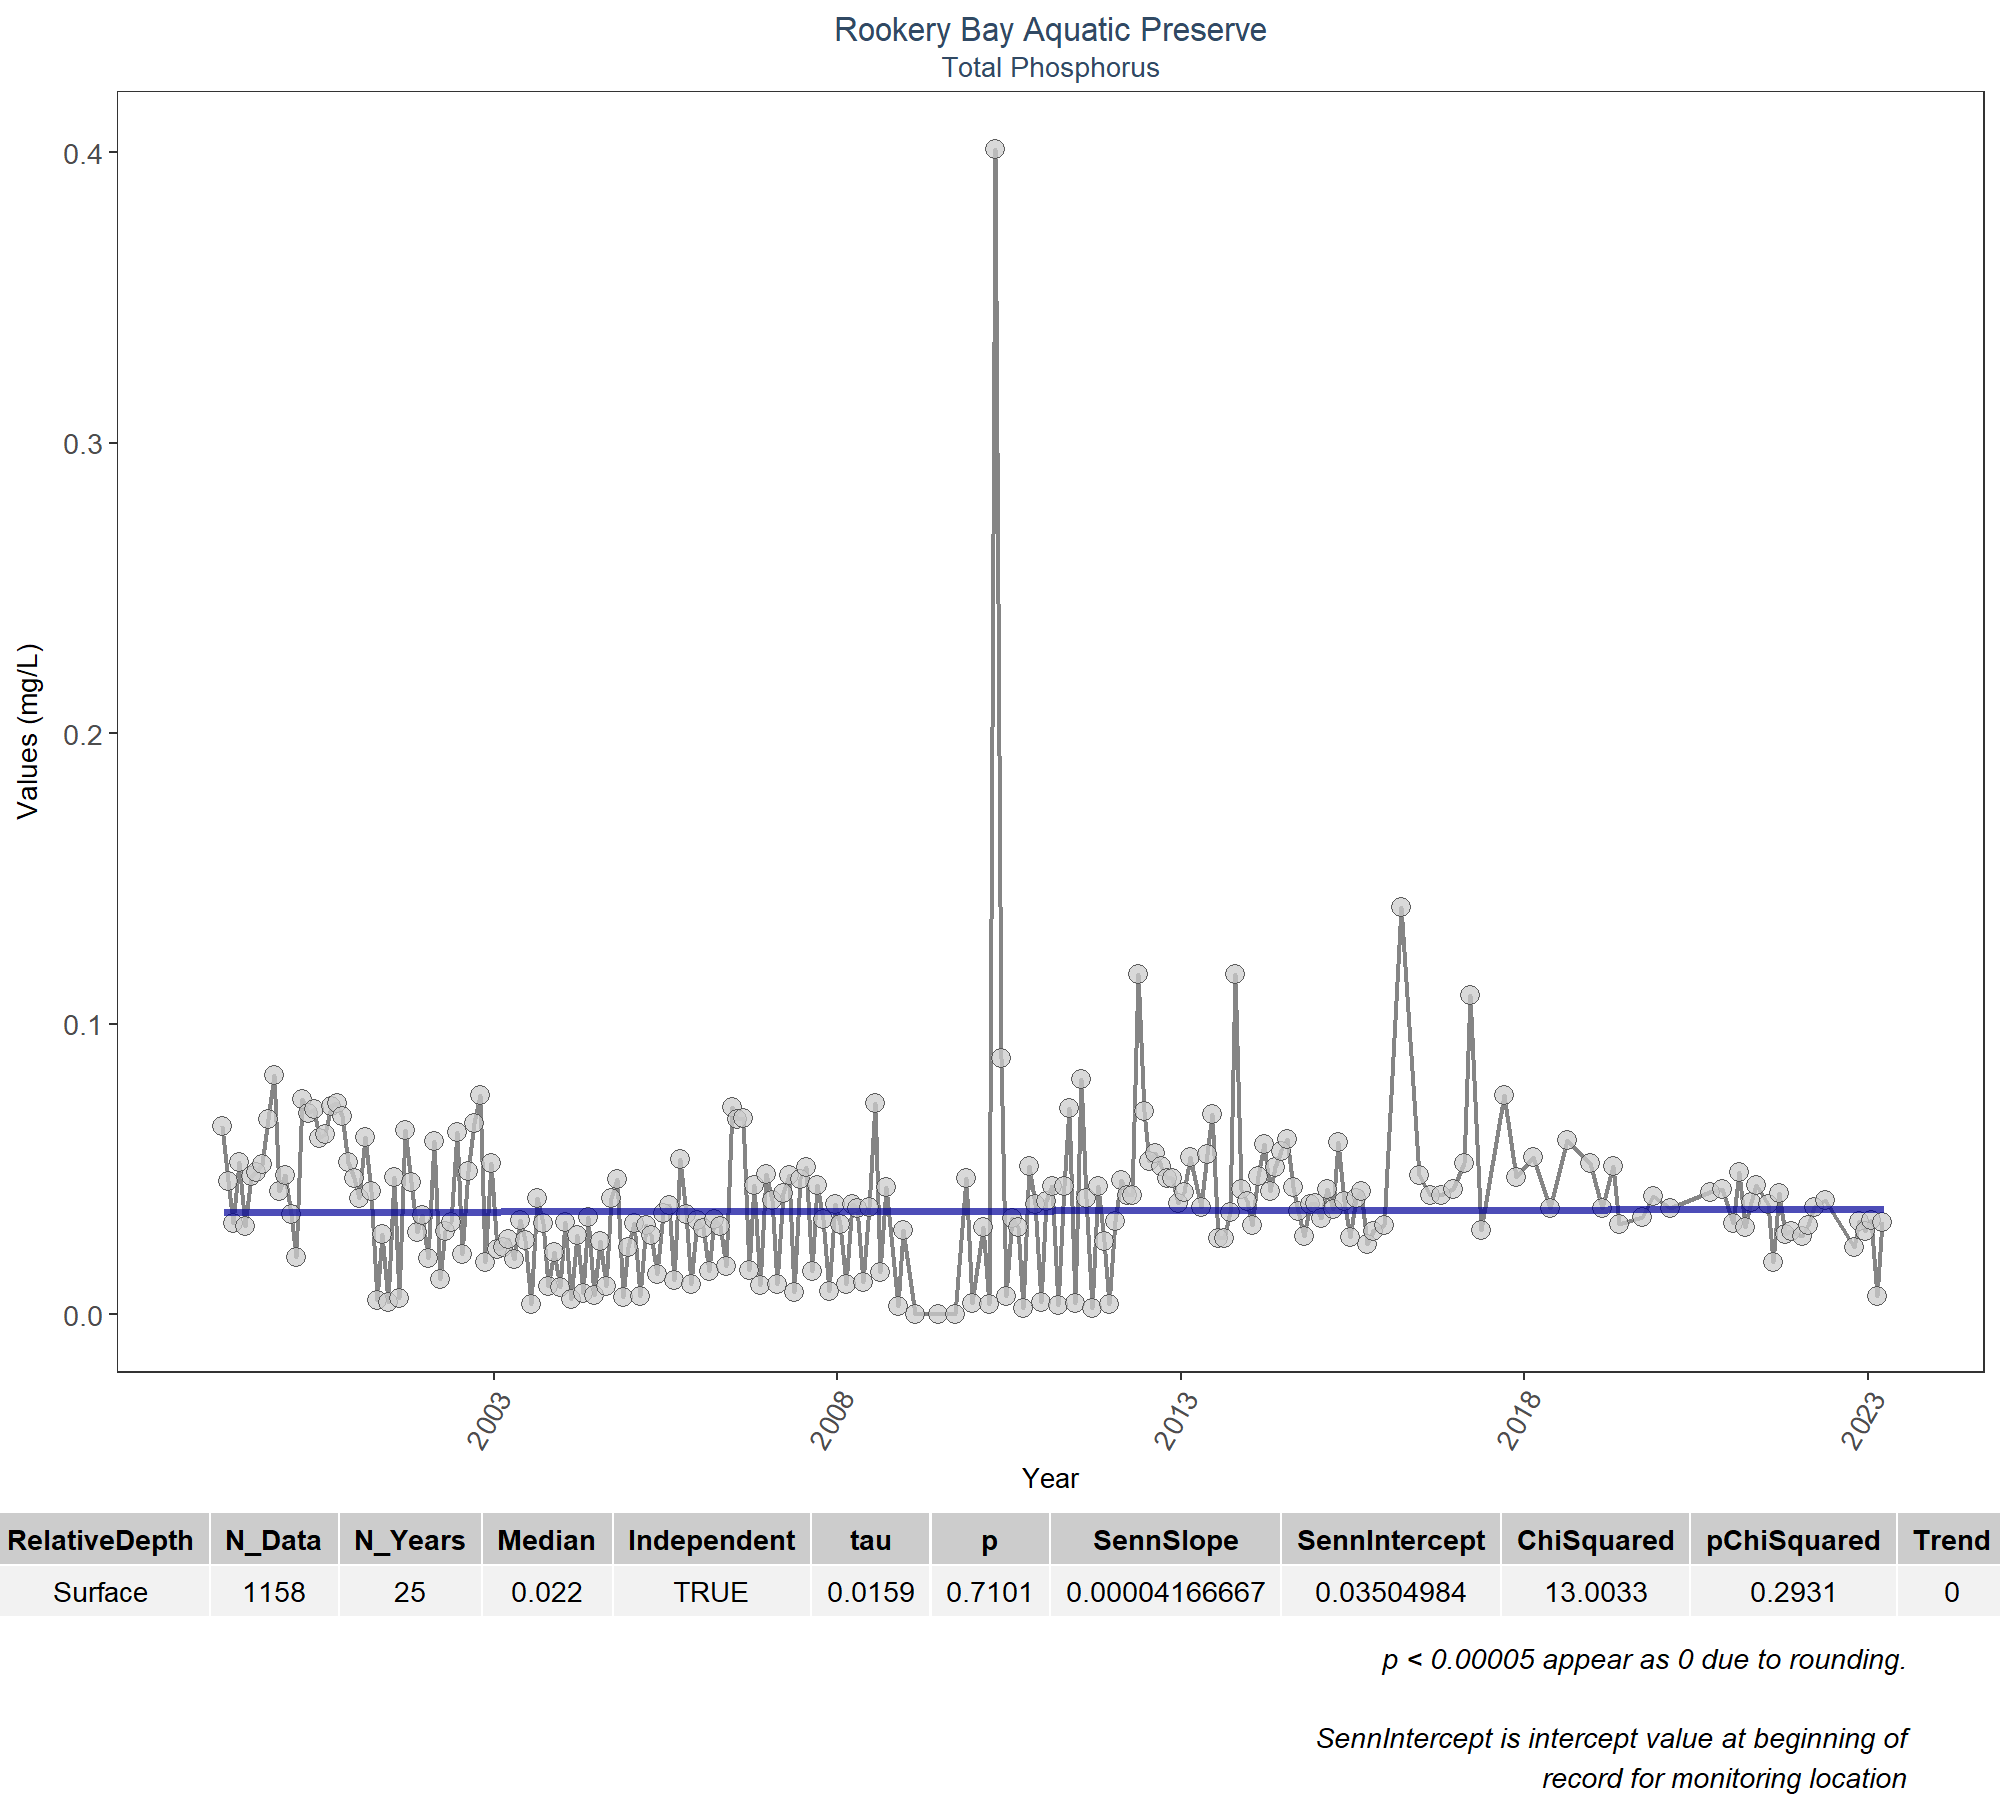 Rookery Bay Aquatic Preserve
Total Phosphorus
0.4
0.3
0.2
0.1
0.0
Values (mg/L)
2003 2008 2013 2018 2023
Year
RelativeDepth N_Data N_Years Median Independent tau p SennSlope SennIntercept ChiSquared pChiSquared Trend
Surface 1158 25 0.022 TRUE 0.0159 0.7101 0.00004166667 0.03504984 13.0033 0.2931 0
p < 0.00005 appear as 0 due to rounding.
SennIntercept is intercept value at beginning of
record for monitoring location